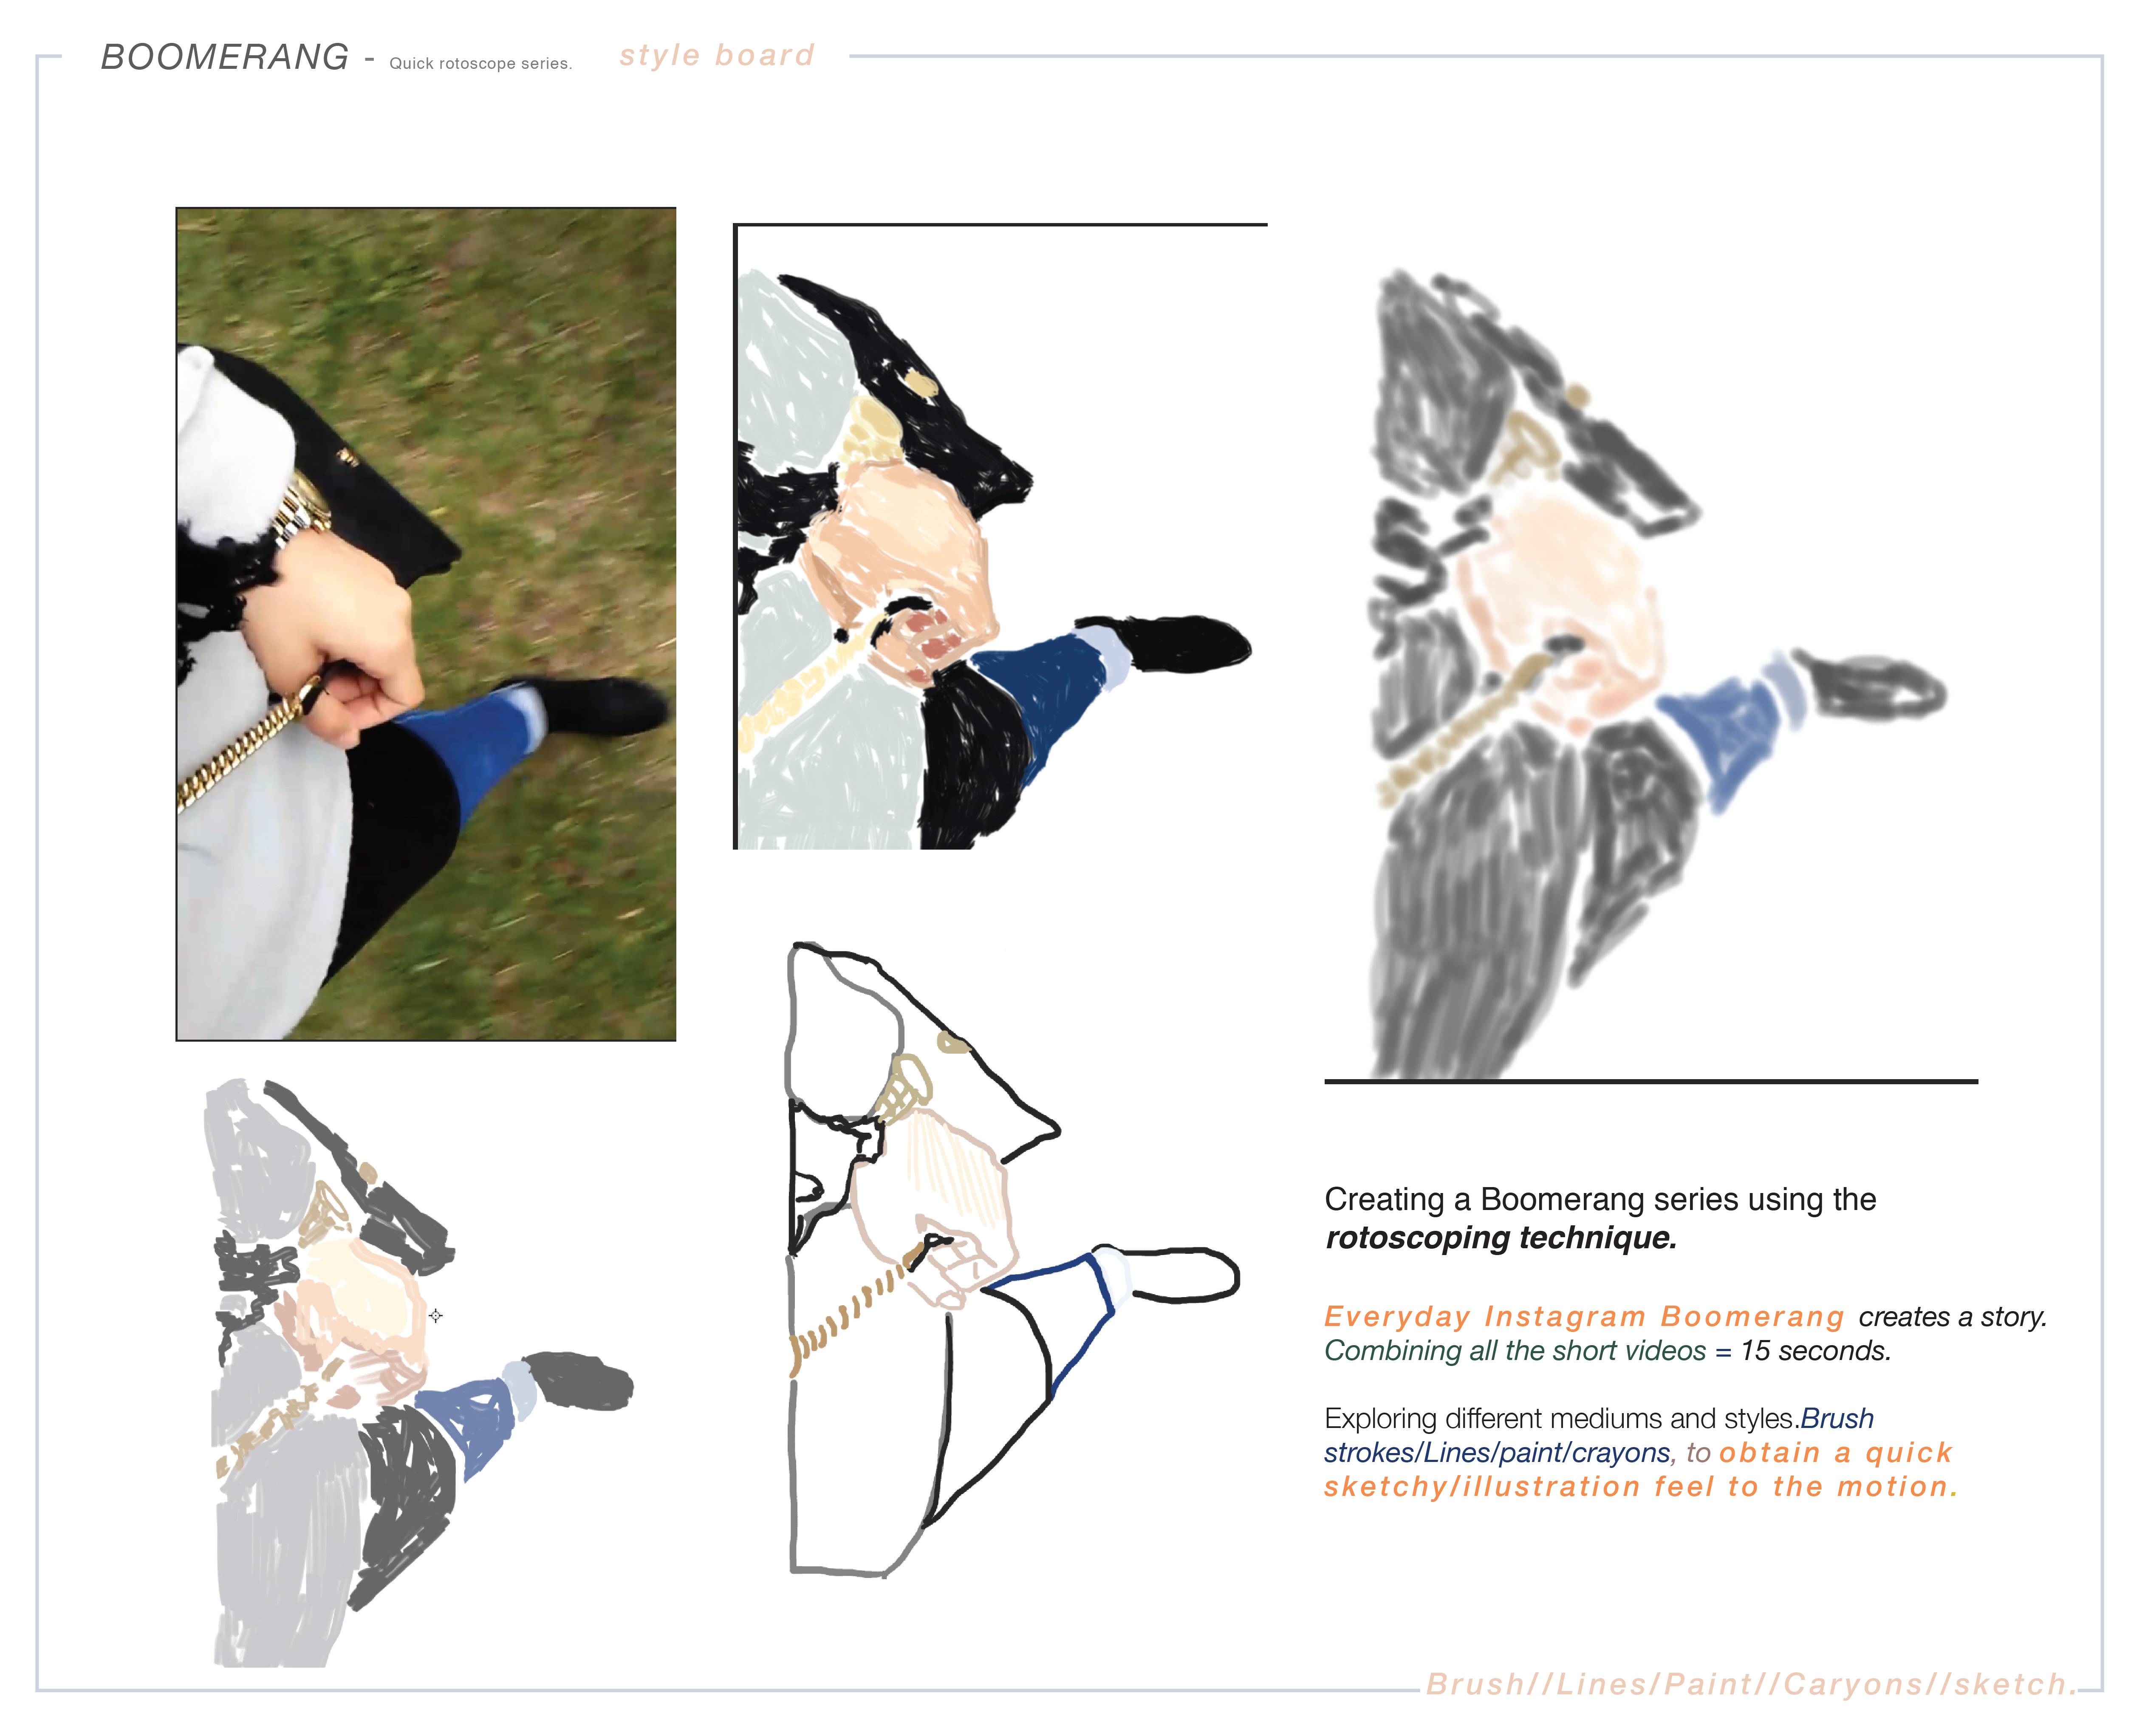 BOOMERANG - Quick rotoscope series. style board
Creating a Boomerang series using the
rotoscoping technique.
Everyday Instagram Boomerang creates a story.
Combining all the short videos = 15 seconds.
Exploring different mediums and styles.Brush
strokes/Lines/paint/crayons, to obtain a quick
sketchy/illustration feel to the motion.
Brush//Lines/Paint//Caryons//sketch.